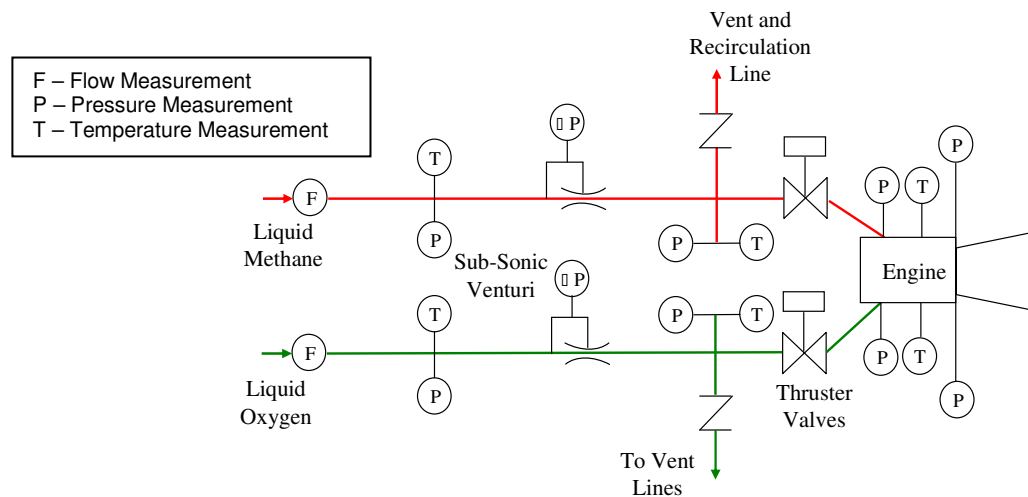 F – Flow Measurement
P – Pressure Measurement
T – Temperature Measurement
Vent and
Recirculation
Line
▯ P
T
P
F
P
Liquid
Methane
P
T
P
T
Engine
Sub-Sonic
Venturi
▯ P
T
P
T
F
P
P
T
P
Liquid
Oxygen
Thruster
Valves
To Vent
Lines